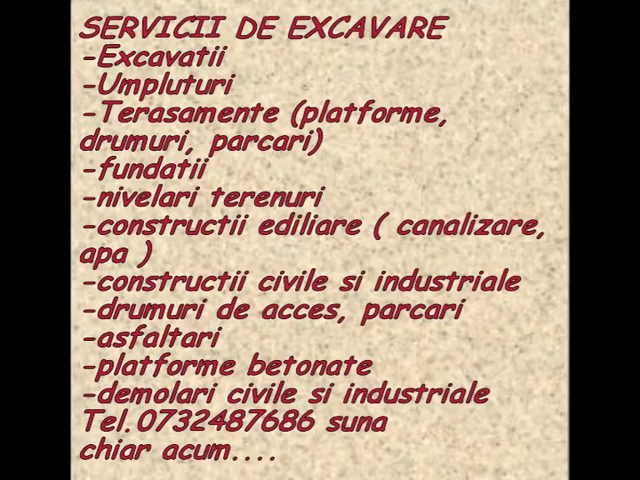 SERVICII DE EXCAVARE
-Excavatii
-Umpluturi
-Terasamente (platforme,
drumuri, parcari)
-fundatii
-nivelari terenuri
-constructii ediliare ( canalizare,
apa )
-constructii civile si industriale
-drumuri de acces, parcari
-asfaltari
-platforme betonate
-demolari civile si industriale
Tel.0732487686 suna
chiar acum....